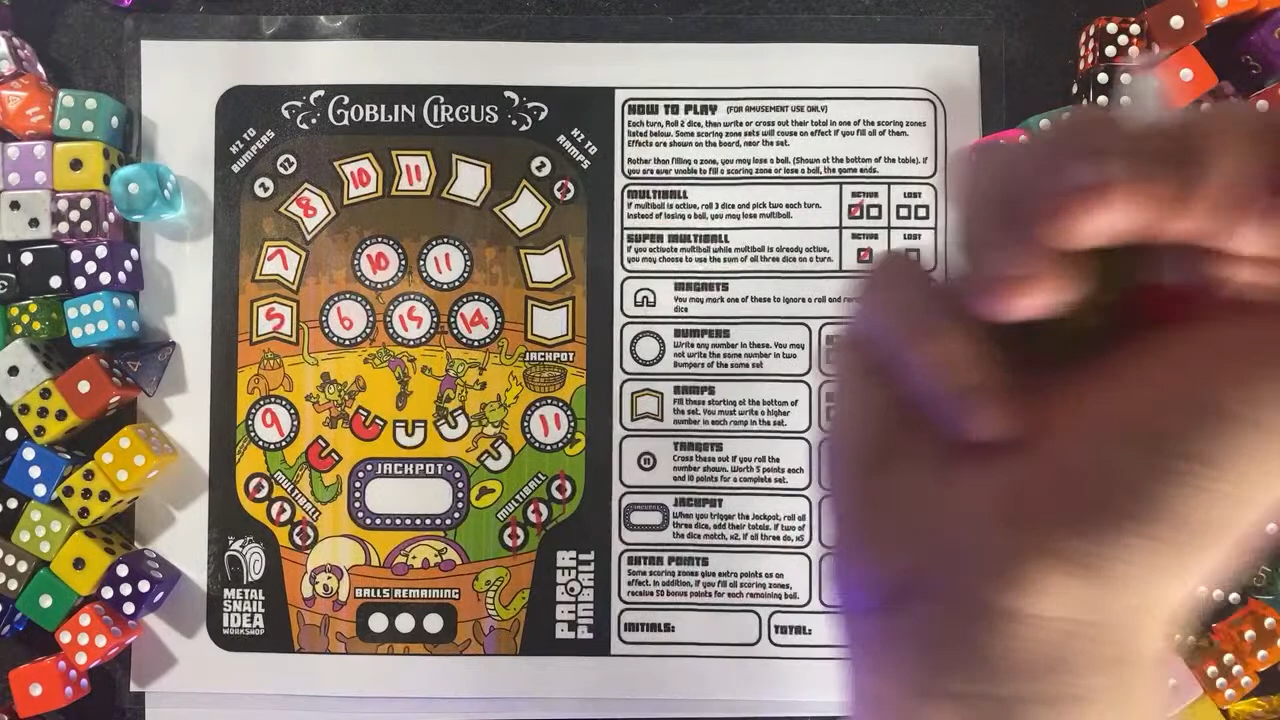 GOBLIN CIRCUS
X2 TO
BUMPERS
X2 TO
RAMPS
2
12
2
10
11
8
7
5
10
11
6
15
14
JACKPOT
9
11
JACKPOT
MULTIBALL
MULTIBALL
METAL
SNAIL
IDEA
WORKSHOP
BALLS REMAINING
PAPER
PINBALL
HOW TO PLAY (FOR AMUSEMENT USE ONLY)
Each turn, Roll 2 dice, then write or cross out their total in one of the scoring zones
listed below. Some scoring zone sets will cause an effect if you fill all of them.
Effects are shown on the board, near the set.
Rather than filling a zone, you may lose a ball. (Shown at the bottom of the table). If
you are ever unable to fill a scoring zone or lose a ball, the game ends.
MULTIBALL
If multiball is active, roll 3 dice and pick two each turn.
Instead of losing a ball, you may lose multiball.
ACTIVE
LOST
SUPER MULTIBALL
If you activate multiball while multiball is already active,
you may choose to use the sum of all three dice on a turn.
ACTIVE
LOST
MAGNETS
You may mark one of these to ignore a roll and
dice
BUMPERS
Write any number in these. You may
not write the same number in two
Bumpers of the same set
RAMPS
Fill these starting at the bottom of
the set. You must write a higher
number in each ramp in the set.
11
TARGETS
Cross these out if you roll the
number shown. Worth 5 points each
and 10 points for a complete set.
JACKPOT
When you trigger the Jackpot, roll all
three dice, add their totals. If two of
the dice match, x2, if all three do, x5
EXTRA POINTS
Some scoring zones give extra points as an
effect. In addition, if you fill all scoring zones,
receive 50 bonus points for each remaining ball.
INITIALS:
TOTAL: